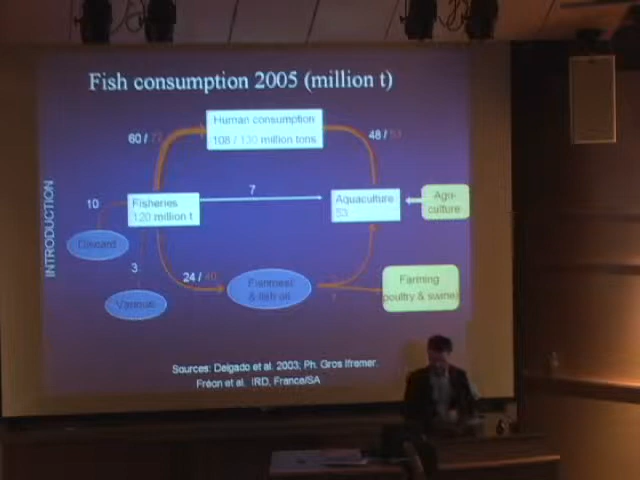 Fish consumption 2005 (million t)
Human consumption
108 / 130 million tons
60 / 77
48 / 53
INTRODUCTION
10
Fisheries
120 million t
7
Aquaculture
53
Agri-
culture
Discard
3
Various
24 / 40
Fishmeal
& fish oil
Farming
poultry & swine
Sources: Delgado et al. 2003; Ph. Gros Ifremer.
Fréon et al. IRD, France/SA